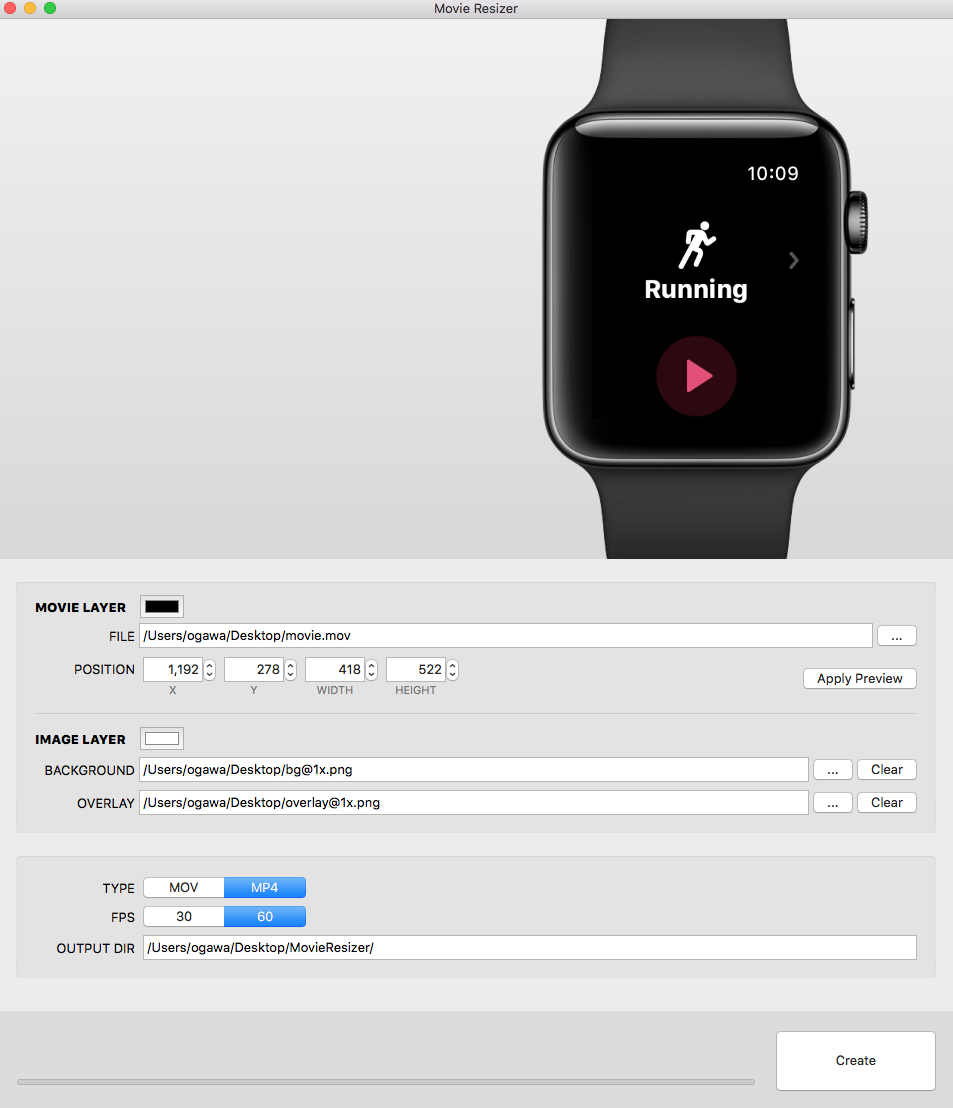 Movie Resizer
10:09
Running
MOVIE LAYER
FILE /Users/ogawa/Desktop/movie.mov ...
POSITION 1,192 278 418 522
X Y WIDTH HEIGHT
Apply Preview
IMAGE LAYER
BACKGROUND /Users/ogawa/Desktop/bg@1x.png ... Clear
OVERLAY /Users/ogawa/Desktop/overlay@1x.png ... Clear
TYPE MOV MP4
FPS 30 60
OUTPUT DIR /Users/ogawa/Desktop/MovieResizer/
Create